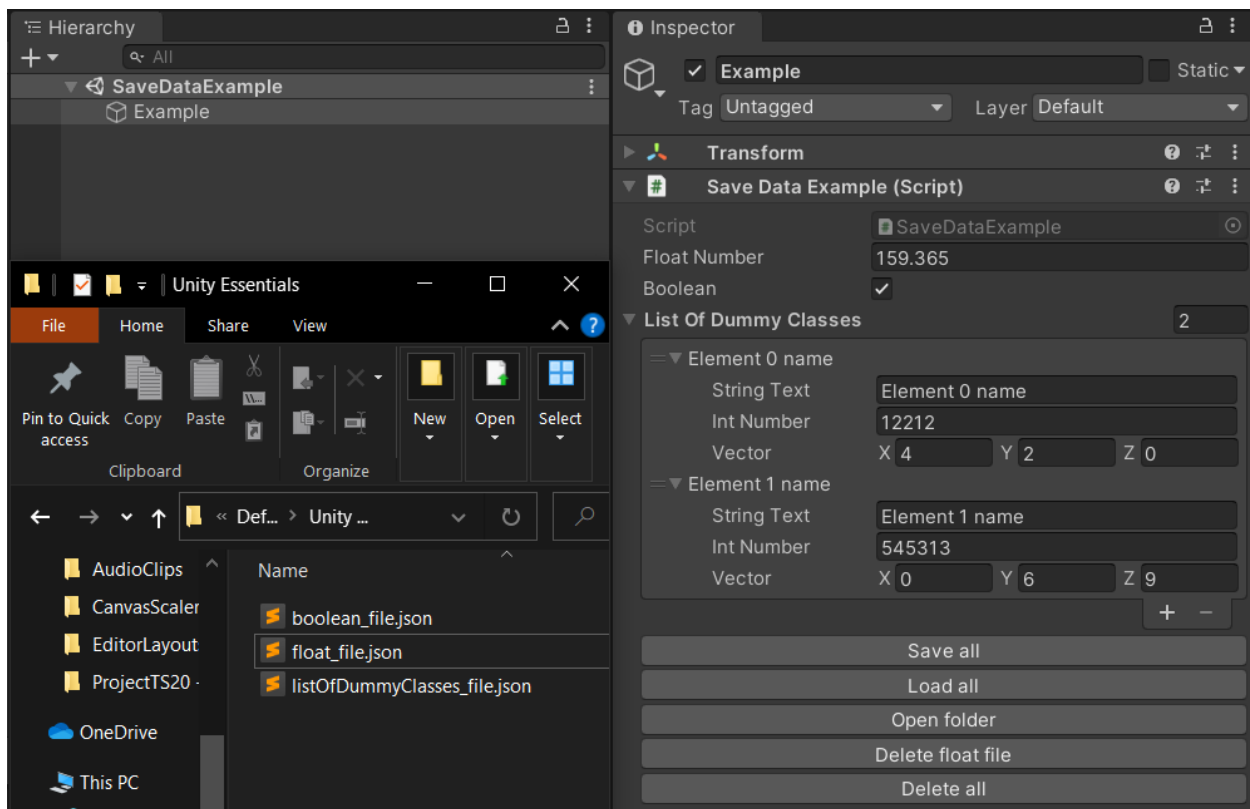 Hierarchy
All
SaveDataExample
Example
Unity Essentials
File Home Share View
Pin to Quick access
Copy
Paste
New
Open
Select
Clipboard
Organize
« Def... > Unity ...
AudioClips
CanvasScaler
EditorLayout
ProjectTS20 -
OneDrive
This PC
Name
boolean_file.json
float_file.json
listOfDummyClasses_file.json
Inspector
Example
Static
Tag Untagged Layer Default
Transform
# Save Data Example (Script)
Script SaveDataExample
Float Number 159.365
Boolean
List Of Dummy Classes 2
Element 0 name
String Text Element 0 name
Int Number 12212
Vector X 4 Y 2 Z 0
Element 1 name
String Text Element 1 name
Int Number 545313
Vector X 0 Y 6 Z 9
Save all
Load all
Open folder
Delete float file
Delete all